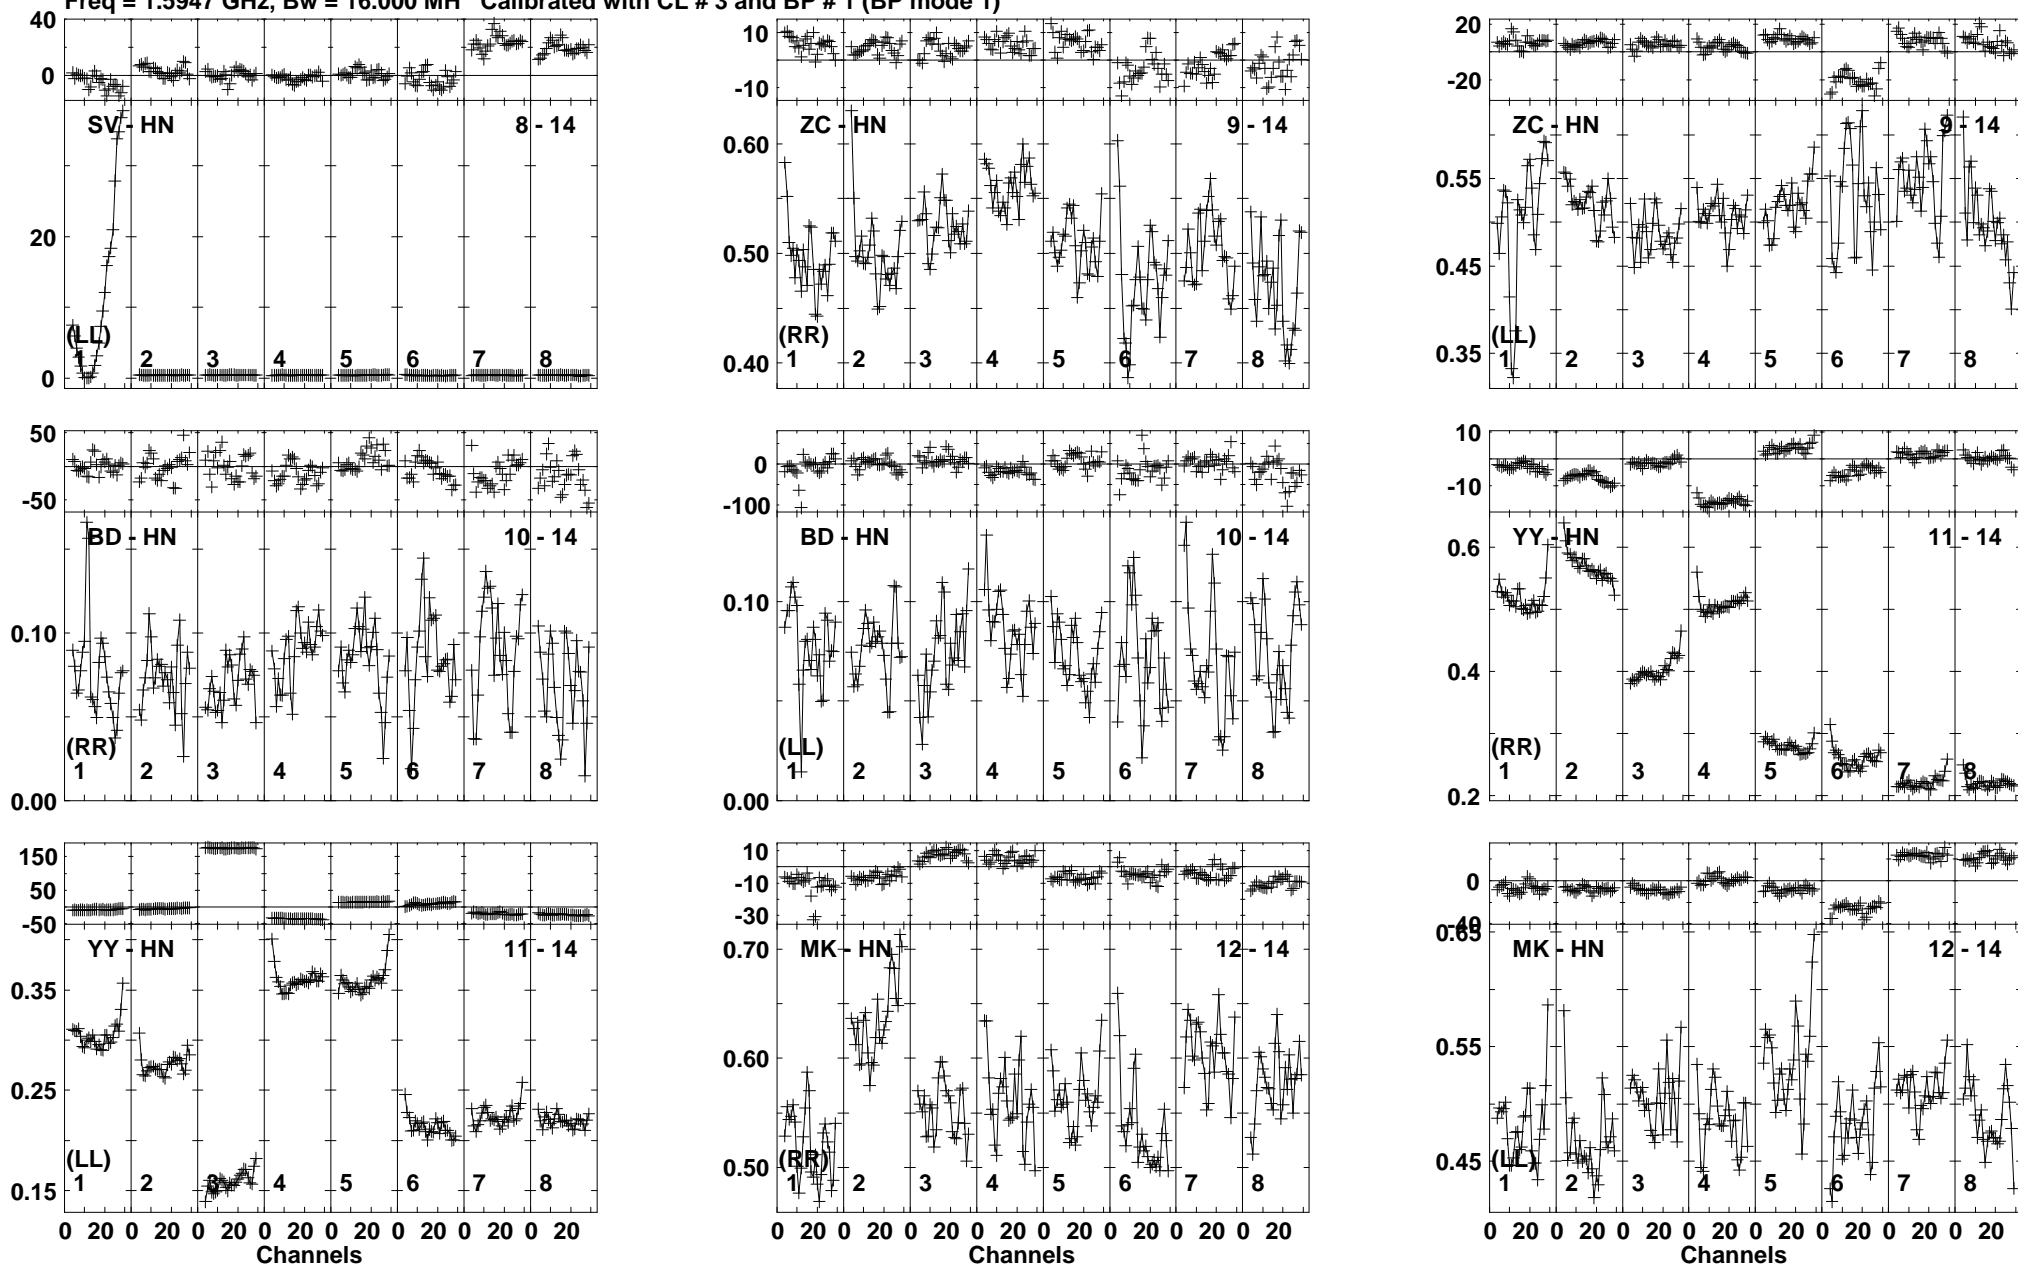 Freq = 1.5947 GHz, Bw = 16.000 MH Calibrated with CL # 3 and BP # 1 (BP mode 1)
40
0
SV - HN 8 - 14
20
0
(LL)
1 2 3 4 5 6 7 8
10
-10
ZC - HN 9 - 14
0.60
0.50
0.40
(RR)
1 2 3 4 5 6 7 8
20
-20
ZC - HN 9 - 14
0.55
0.45
0.35
(LL)
1 2 3 4 5 6 7 8
50
-50
BD - HN 10 - 14
0.10
0.00
(RR)
1 2 3 4 5 6 7 8
0
-100
BD - HN 10 - 14
0.10
0.00
(LL)
1 2 3 4 5 6 7 8
10
-10
YY - HN 11 - 14
0.6
0.4
0.2
(RR)
1 2 3 4 5 6 7 8
150
50
-50
YY - HN 11 - 14
0.35
0.25
0.15
(LL)
1 2 3 4 5 6 7 8
0 20 0 20 0 20 0 20 0 20 0 20 0 20 0 20
Channels
10
-10
-30
MK - HN 12 - 14
0.70
0.60
0.50
(RR)
1 2 3 4 5 6 7 8
0 20 0 20 0 20 0 20 0 20 0 20 0 20 0 20
Channels
0
-40
MK - HN 12 - 14
0.65
0.55
0.45
(LL)
1 2 3 4 5 6 7 8
0 20 0 20 0 20 0 20 0 20 0 20 0 20 0 20
Channels